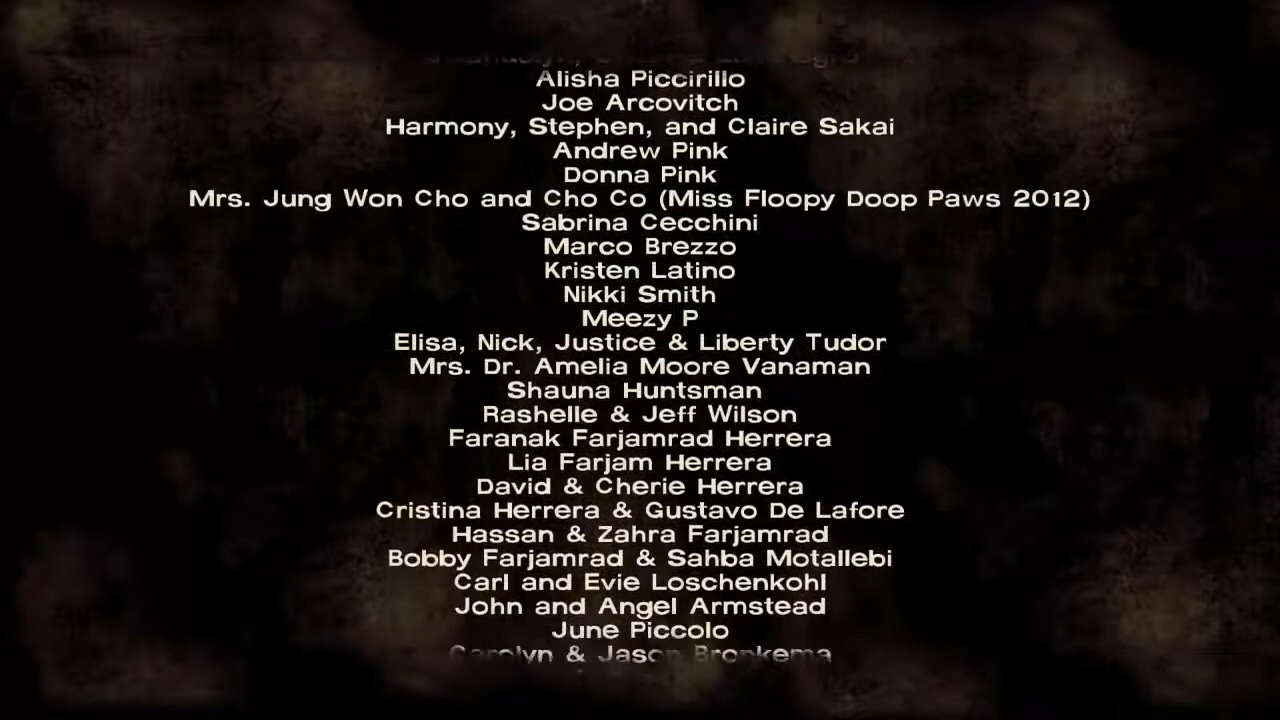 Alisha Piccirillo
Joe Arcovitch
Harmony, Stephen, and Claire Sakai
Andrew Pink
Donna Pink
Mrs. Jung Won Cho and Cho Co (Miss Floopy Doop Paws 2012)
Sabrina Cecchini
Marco Brezzo
Kristen Latino
Nikki Smith
Meezy P
Elisa, Nick, Justice & Liberty Tudor
Mrs. Dr. Amelia Moore Vanaman
Shauna Huntsman
Rashelle & Jeff Wilson
Faranak Farjamrad Herrera
Lia Farjam Herrera
David & Cherie Herrera
Cristina Herrera & Gustavo De Lafore
Hassan & Zahra Farjamrad
Bobby Farjamrad & Sahba Motallebi
Carl and Evie Loschenkohl
John and Angel Armstead
June Piccolo
Carolyn & Jason Bronkema